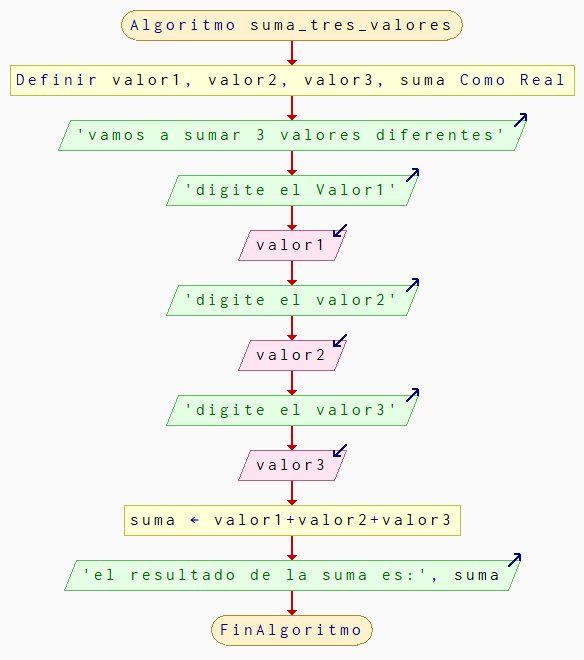 Algoritmo suma_tres_valores
Definir valor1, valor2, valor3, suma Como Real
'vamos a sumar 3 valores diferentes'
'digite el Valor1'
valor1
'digite el valor2'
valor2
'digite el valor3'
valor3
suma ← valor1+valor2+valor3
'el resultado de la suma es:', suma
FinAlgoritmo